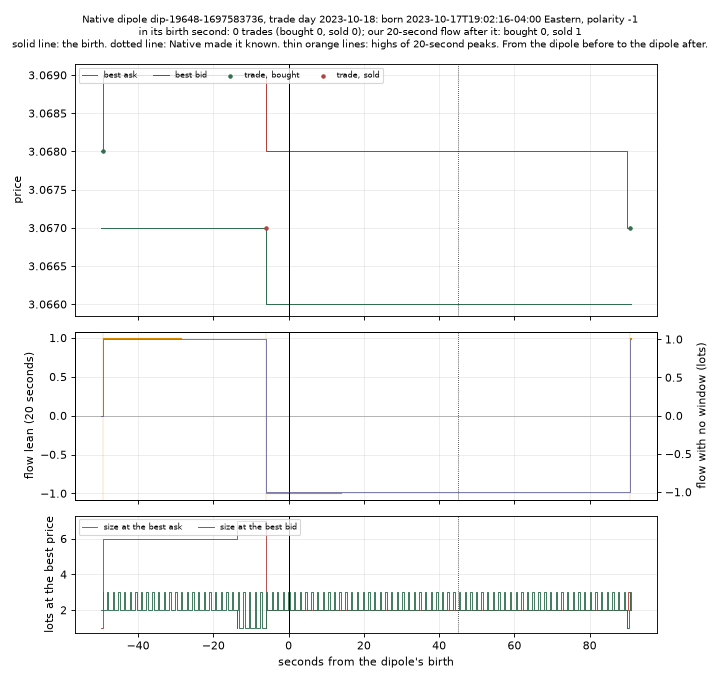 Native dipole dip-19648-1697583736, trade day 2023-10-18: born 2023-10-17T19:02:16-04:00 Eastern, polarity -1
in its birth second: 0 trades (bought 0, sold 0); our 20-second flow after it: bought 0, sold 1
solid line: the birth. dotted line: Native made it known. thin orange lines: highs of 20-second peaks. From the dipole before to the dipole after.
best ask
best bid
trade, bought
trade, sold
3.0690
3.0685
3.0680
3.0675
3.0670
3.0665
3.0660
price
1.0
0.5
0.0
−0.5
−1.0
flow lean (20 seconds)
1.0
0.5
0.0
−0.5
−1.0
flow with no window (lots)
size at the best ask
size at the best bid
6
4
2
lots at the best price
−40
−20
0
20
40
60
80
seconds from the dipole's birth